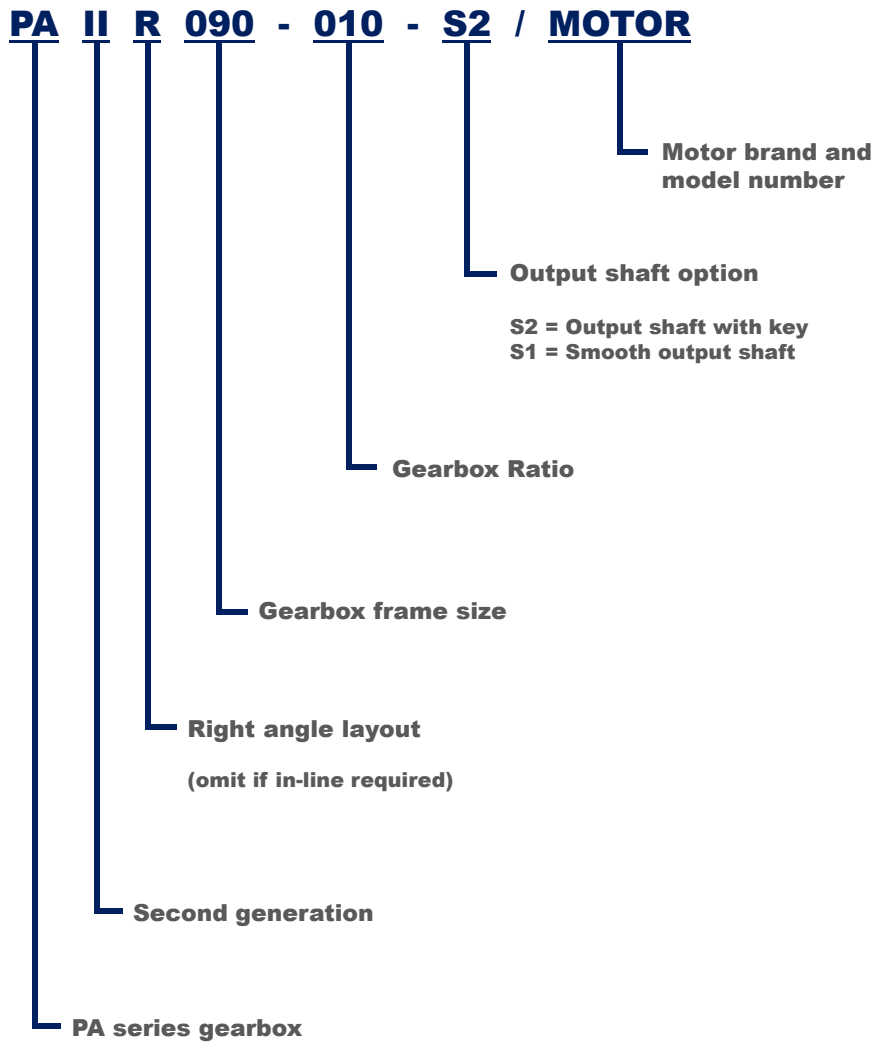 PA II R 090 - 010 - S2 / MOTOR
Motor brand and
model number
Output shaft option
S2 = Output shaft with key
S1 = Smooth output shaft
Gearbox Ratio
Gearbox frame size
Right angle layout
(omit if in-line required)
Second generation
PA series gearbox